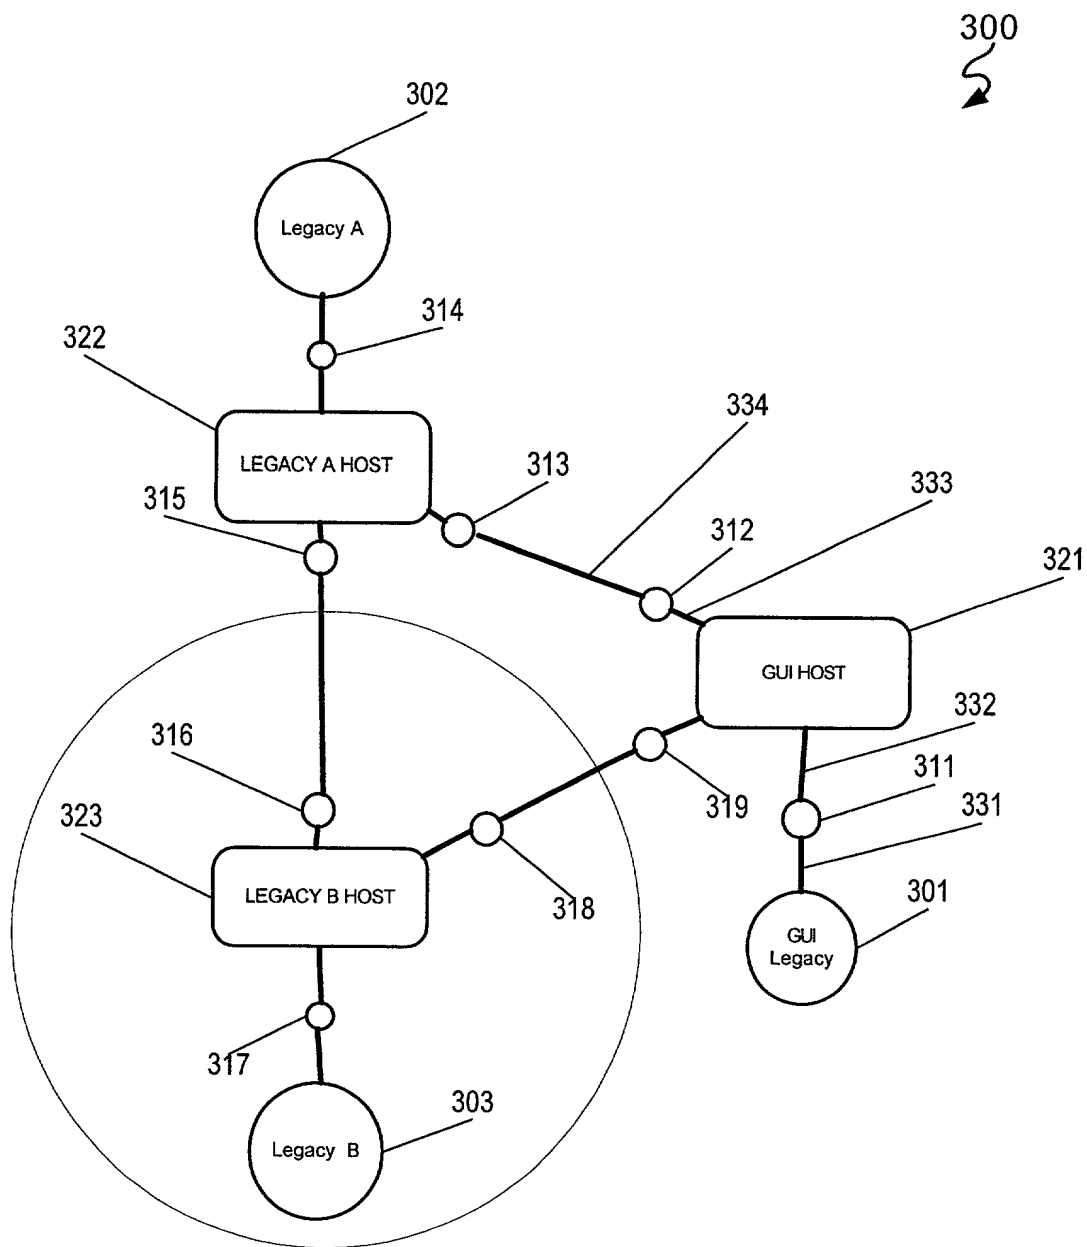 300
302
Legacy A
314
322
334
LEGACY A HOST
313
333
315
312
321
GUI HOST
332
316
311
319
323
331
LEGACY B HOST
318
301
GUI
Legacy
317
303
Legacy B